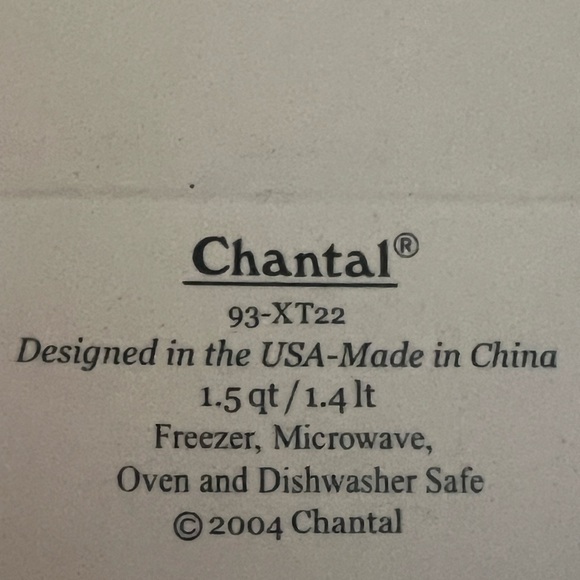 Chantal®
93-XT22
Designed in the USA-Made in China
1.5 qt / 1.4 lt
Freezer, Microwave,
Oven and Dishwasher Safe
© 2004 Chantal